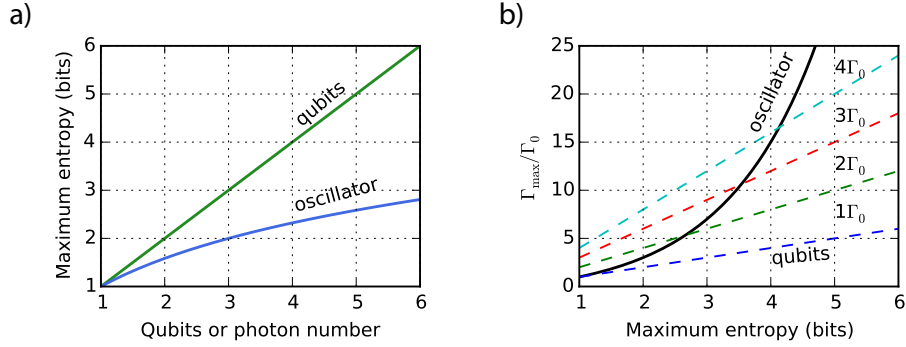 a)
Maximum entropy (bits)
6
5
4
3
2
1
qubits
oscillator
1 2 3 4 5 6
Qubits or photon number
b)
Γmax/Γ0
25
20
15
10
5
0
oscillator
4Γ0
3Γ0
2Γ0
1Γ0
qubits
1 2 3 4 5 6
Maximum entropy (bits)